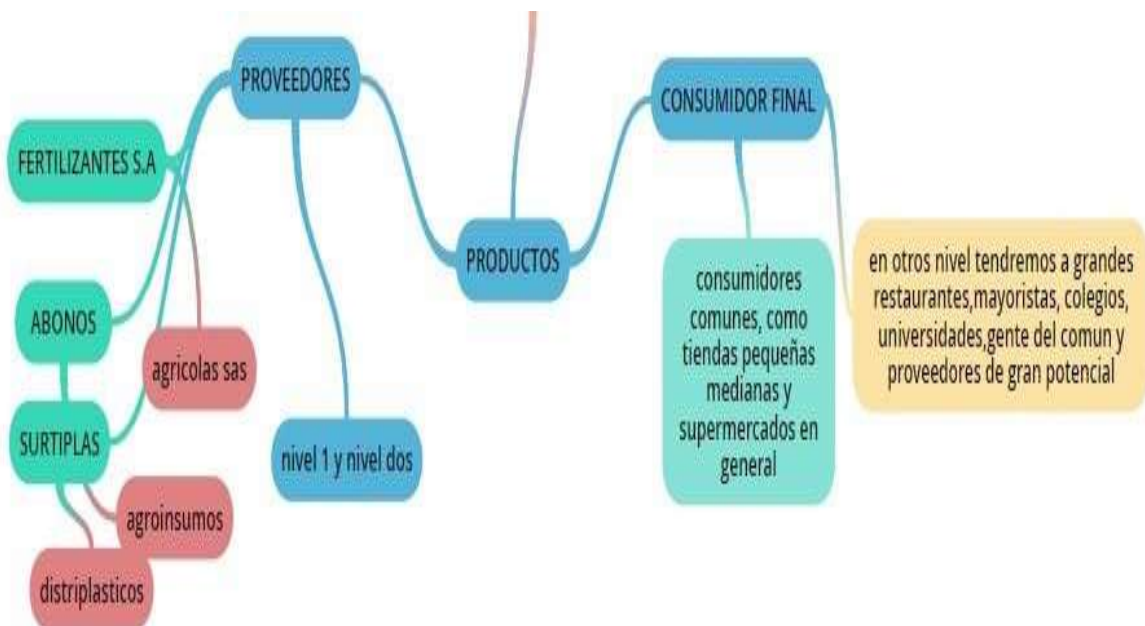 PROVEEDORES
CONSUMIDOR FINAL
FERTILIZANTES S.A
PRODUCTOS
ABONOS
agricolas sas
SURTIPLAS
nivel 1 y nivel dos
agroinsumos
distriplasticos
consumidores
comunes, como
tiendas pequeñas
medianas y
supermercados en
general
en otros nivel tendremos a grandes
restaurantes,mayoristas, colegios,
universidades,gente del comun y
proveedores de gran potencial